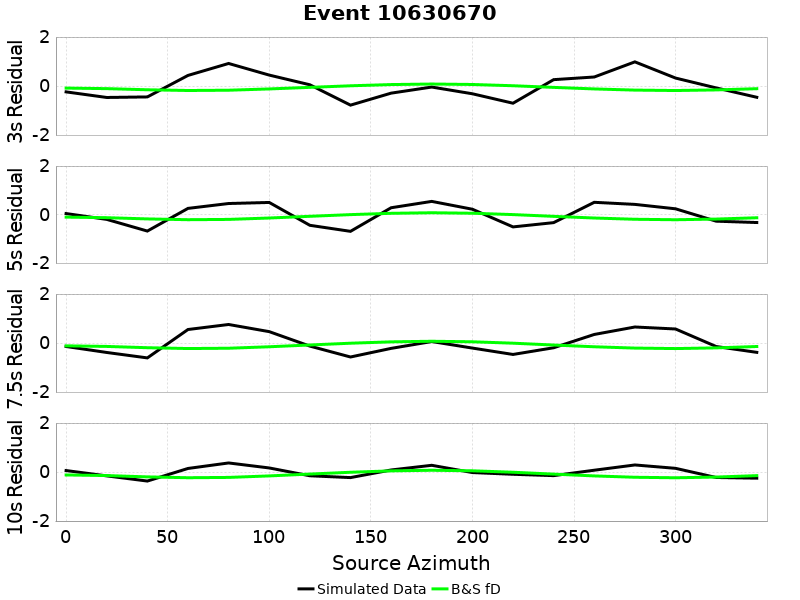 Event 10630670
3s Residual
2
0
-2
5s Residual
2
0
-2
7.5s Residual
2
0
-2
10s Residual
2
0
-2
0 50 100 150 200 250 300
Source Azimuth
Simulated Data B&S fD